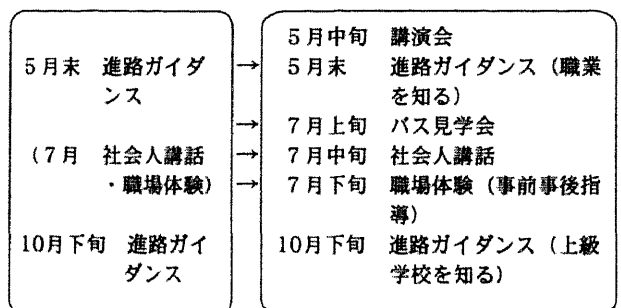 5月末 進路ガイダ
ンス
(7月 社会人講話
・職場体験)
10月下旬 進路ガイ
ダンス
→
→
→
→
5月中旬 講演会
5月末 進路ガイダンス(職業
を知る)
7月上旬 バス見学会
7月中旬 社会人講話
7月下旬 職場体験(事前事後指
導)
10月下旬 進路ガイダンス(上級
学校を知る)